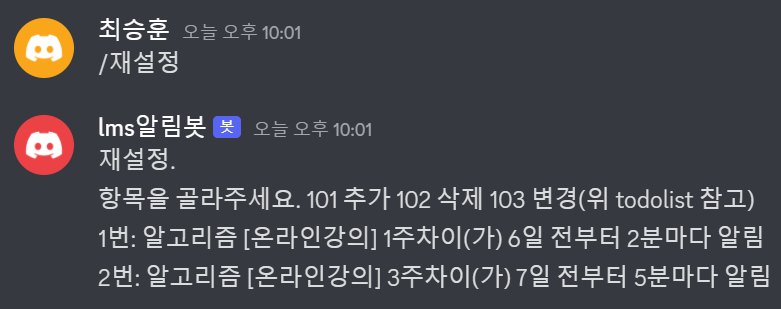 최승훈 오늘 오후 10:01
/재설정
lms알림봇 봇 오늘 오후 10:01
재설정.
항목을 골라주세요. 101 추가 102 삭제 103 변경(위 todolist 참고)
1번: 알고리즘 [온라인강의] 1주차이(가) 6일 전부터 2분마다 알림
2번: 알고리즘 [온라인강의] 3주차이(가) 7일 전부터 5분마다 알림